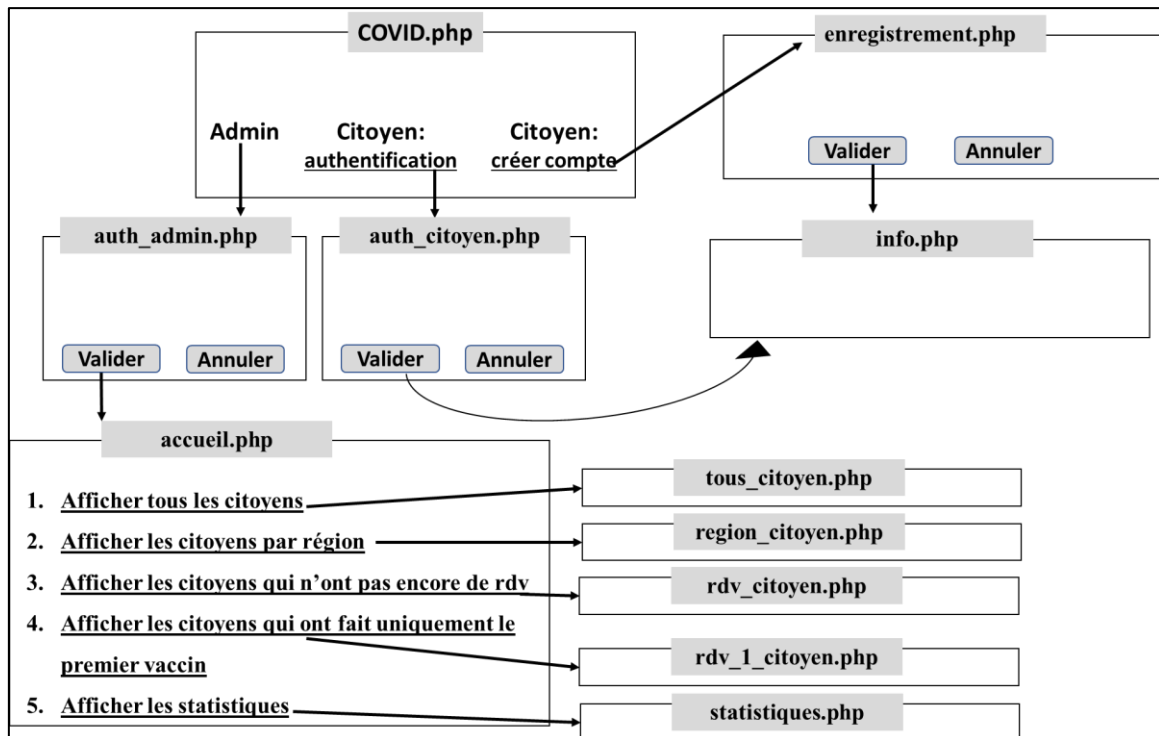 COVID.php
Admin
Citoyen:
authentification
Citoyen:
créer compte
enregistrement.php
Valider
Annuler
auth_admin.php
Valider
Annuler
auth_citoyen.php
Valider
Annuler
info.php
accueil.php
1. Afficher tous les citoyens
2. Afficher les citoyens par région
3. Afficher les citoyens qui n’ont pas encore de rdv
4. Afficher les citoyens qui ont fait uniquement le
premier vaccin
5. Afficher les statistiques
tous_citoyen.php
region_citoyen.php
rdv_citoyen.php
rdv_1_citoyen.php
statistiques.php